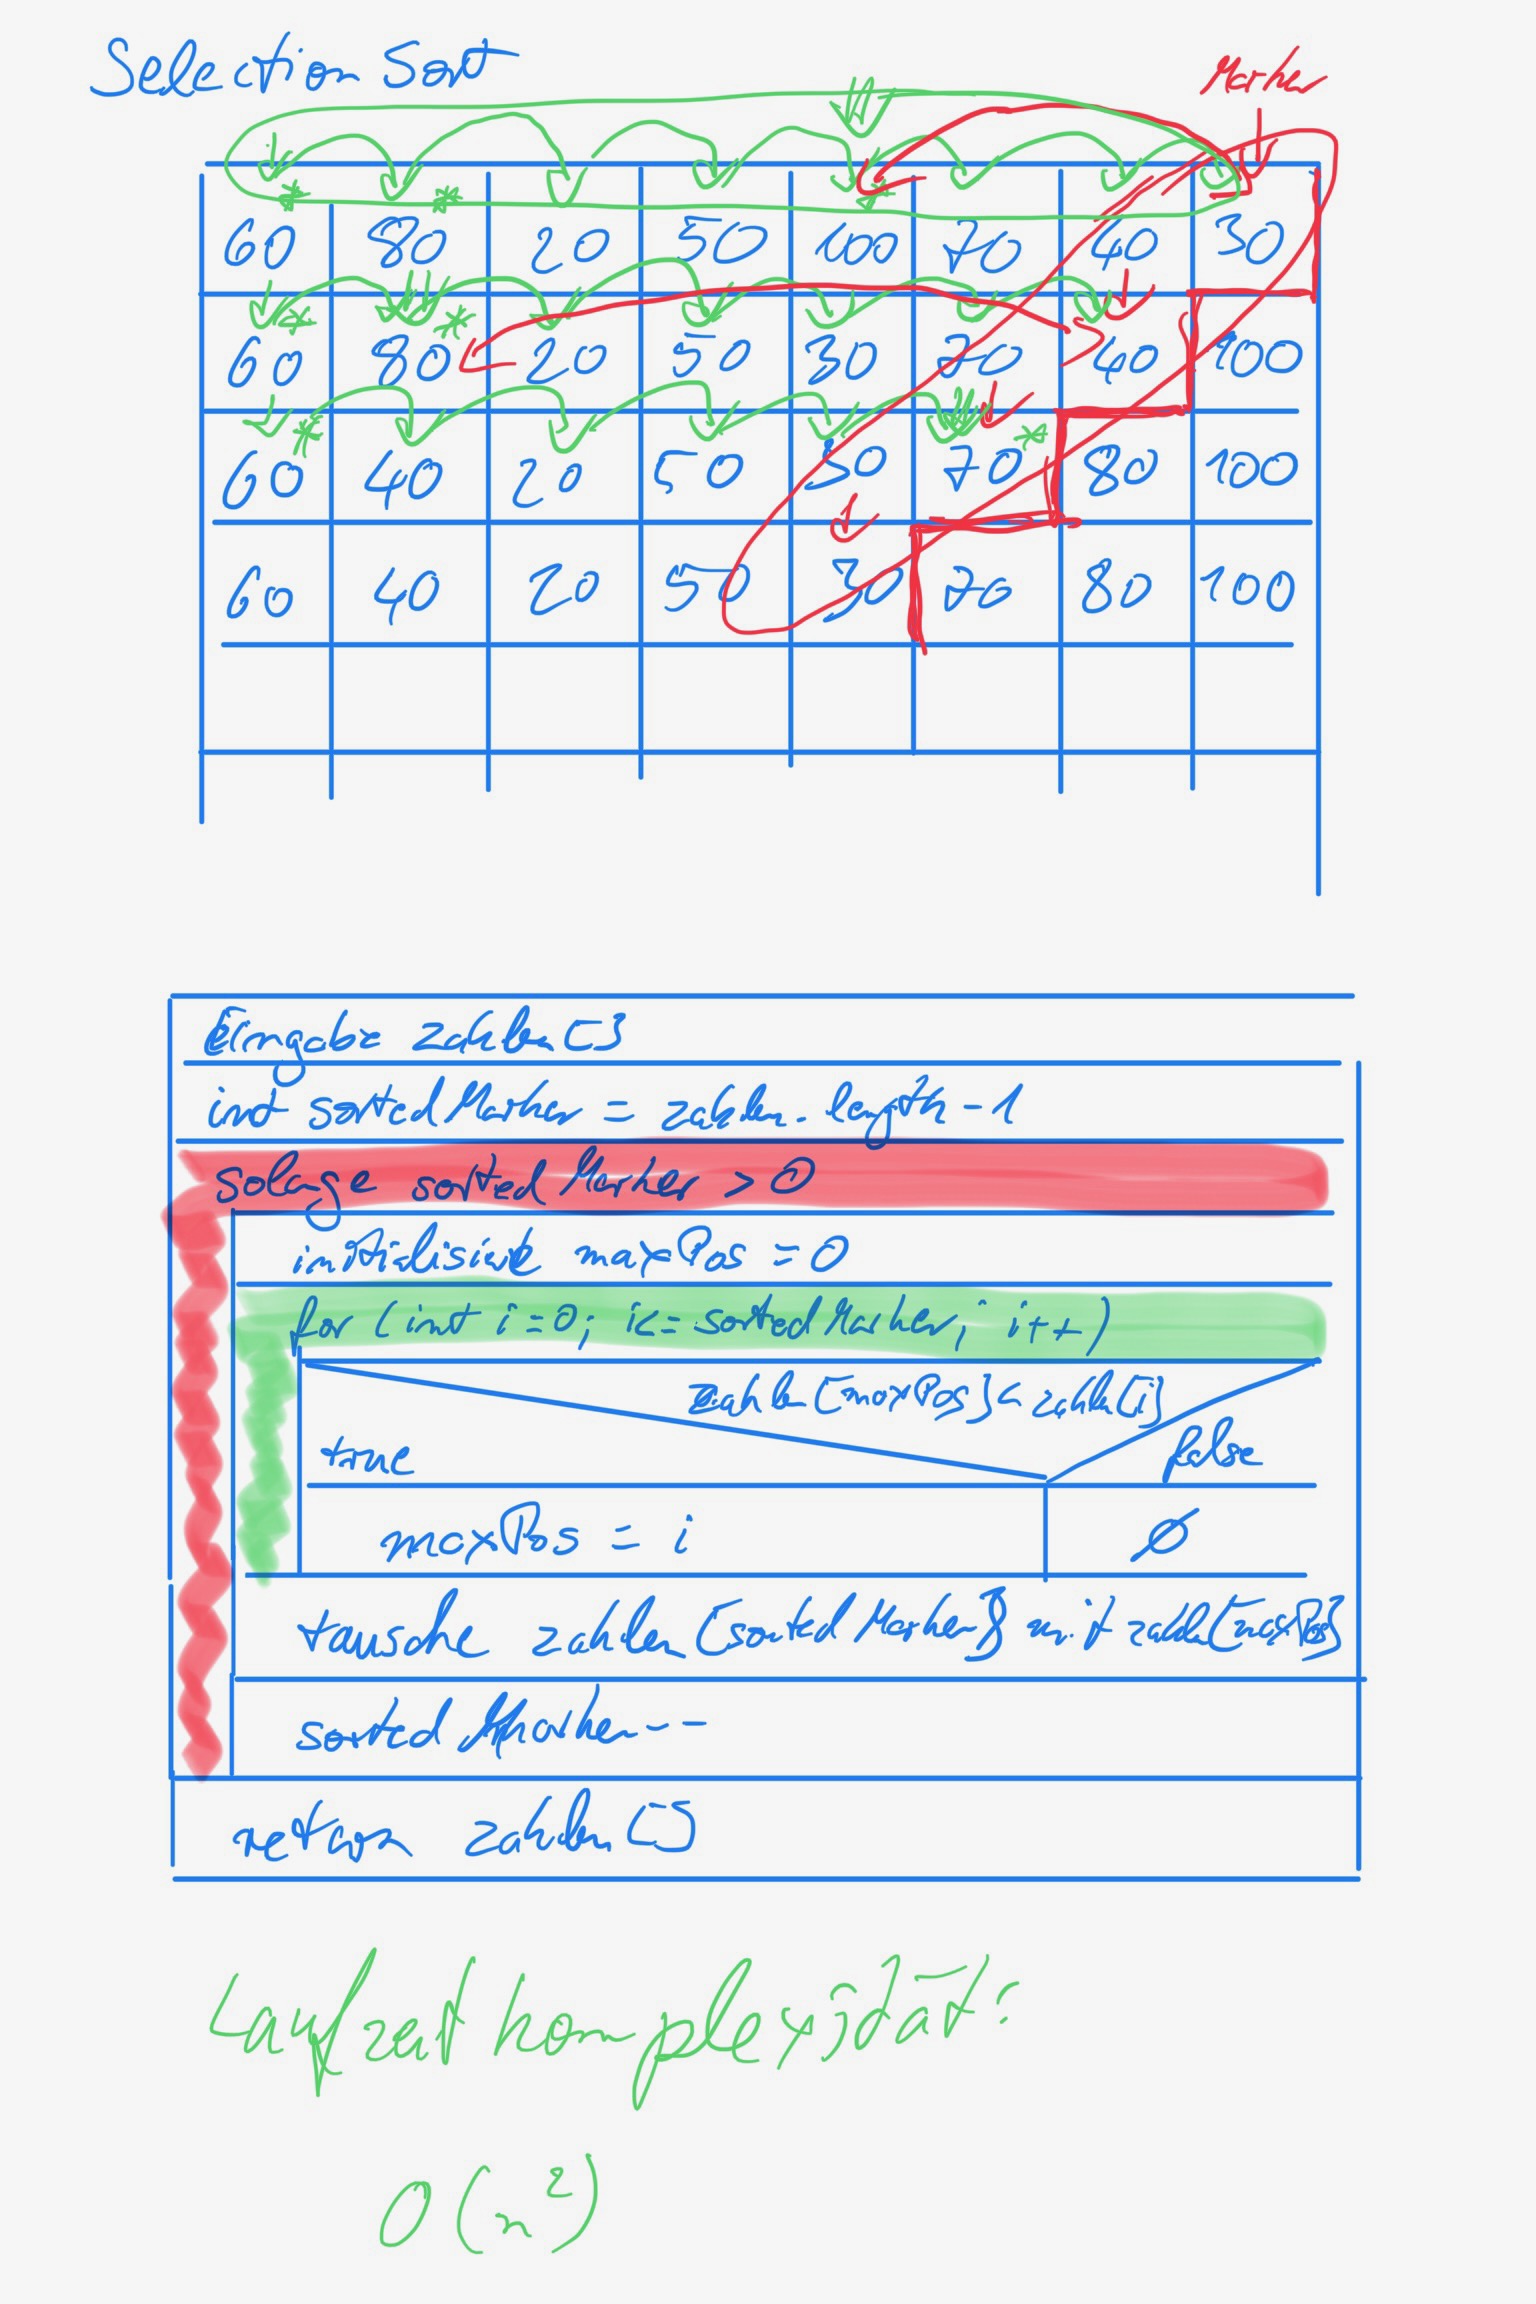 Selection Sort
Marker
60 80 20 50 100 70 40 30
60 80 20 50 30 70 40 100
60 40 20 50 30 70 80 100
60 40 20 50 30 70 80 100
Eingabe zahlen[]
int sortedMarker = zahlen.length-1
solange sortedMarker > 0
initialisiere maxPos = 0
for (int i=0; i<=sortedMarker; i++)
zahlen[maxPos] < zahlen[i]
true false
maxPos = i ∅
tausche zahlen[sortedMarker] mit zahlen[maxPos]
sortedMarker--
return zahlen[]
Laufzeitkomplexität:
O(n²)